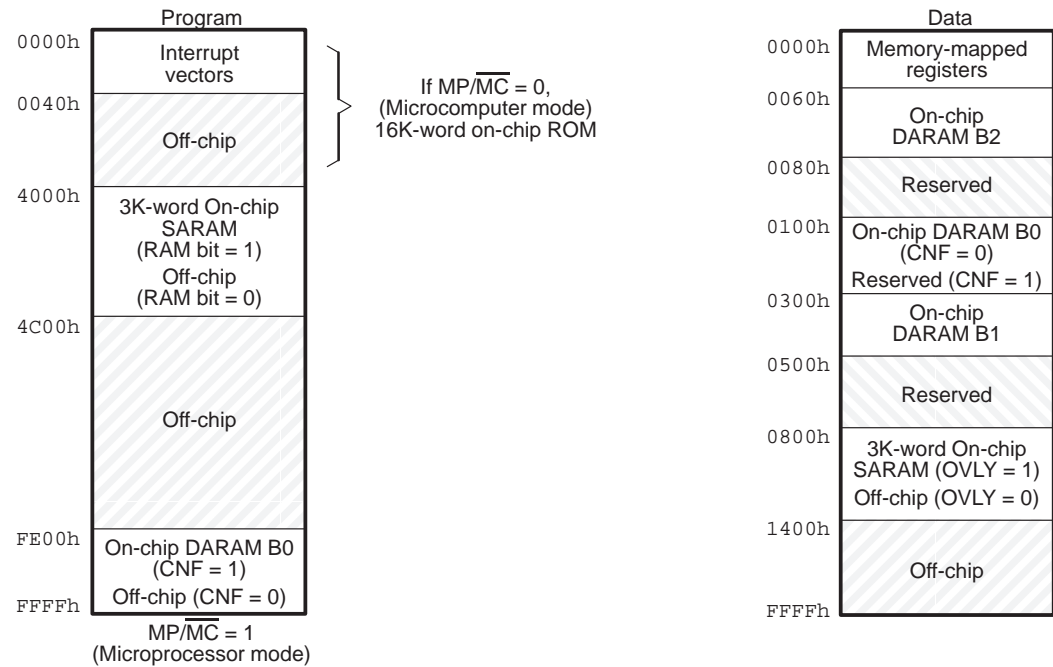 Program
0000h
Interrupt
vectors
0040h
Off-chip
If MP/MC = 0,
(Microcomputer mode)
16K-word on-chip ROM
4000h
3K-word On-chip
SARAM
(RAM bit = 1)
Off-chip
(RAM bit = 0)
4C00h
Off-chip
FE00h
On-chip DARAM B0
(CNF = 1)
Off-chip (CNF = 0)
FFFFh
MP/MC = 1
(Microprocessor mode)
Data
0000h
Memory-mapped
registers
0060h
On-chip
DARAM B2
0080h
Reserved
0100h
On-chip DARAM B0
(CNF = 0)
Reserved (CNF = 1)
0300h
On-chip
DARAM B1
0500h
Reserved
0800h
3K-word On-chip
SARAM (OVLY = 1)
Off-chip (OVLY = 0)
1400h
Off-chip
FFFFh